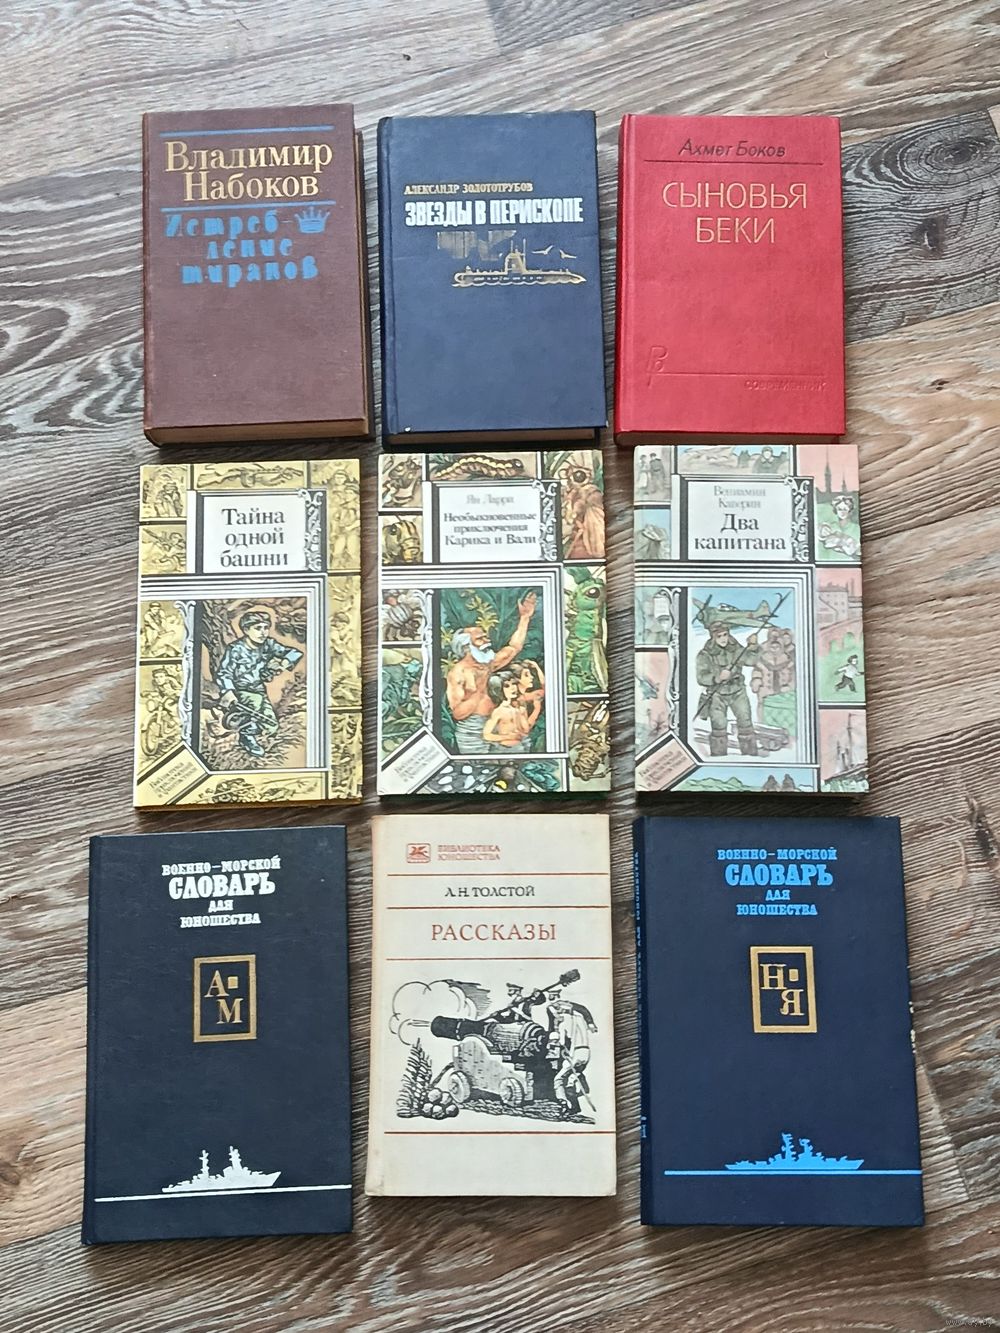 Владимир
Набоков
Истреб-
ление
тиранов
АЛЕКСАНДР ЗОЛОТОТРУБОВ
ЗВЕЗДЫ В ПЕРИСКОПЕ
Ахмет Боков
СЫНОВЬЯ
БЕКИ
СОВРЕМЕННИК
Тайна
одной
башни
Ян Ларри
Необыкновенные
приключения
Карика и Вали
Вениамин
Каверин
Два
капитана
ВОЕННО-МОРСКОЙ
СЛОВАРЬ
ДЛЯ
ЮНОШЕСТВА
А
М
БИБЛИОТЕКА
ЮНОШЕСТВА
А.Н.ТОЛСТОЙ
РАССКАЗЫ
ВОЕННО-МОРСКОЙ
СЛОВАРЬ
ДЛЯ
ЮНОШЕСТВА
Н
Я